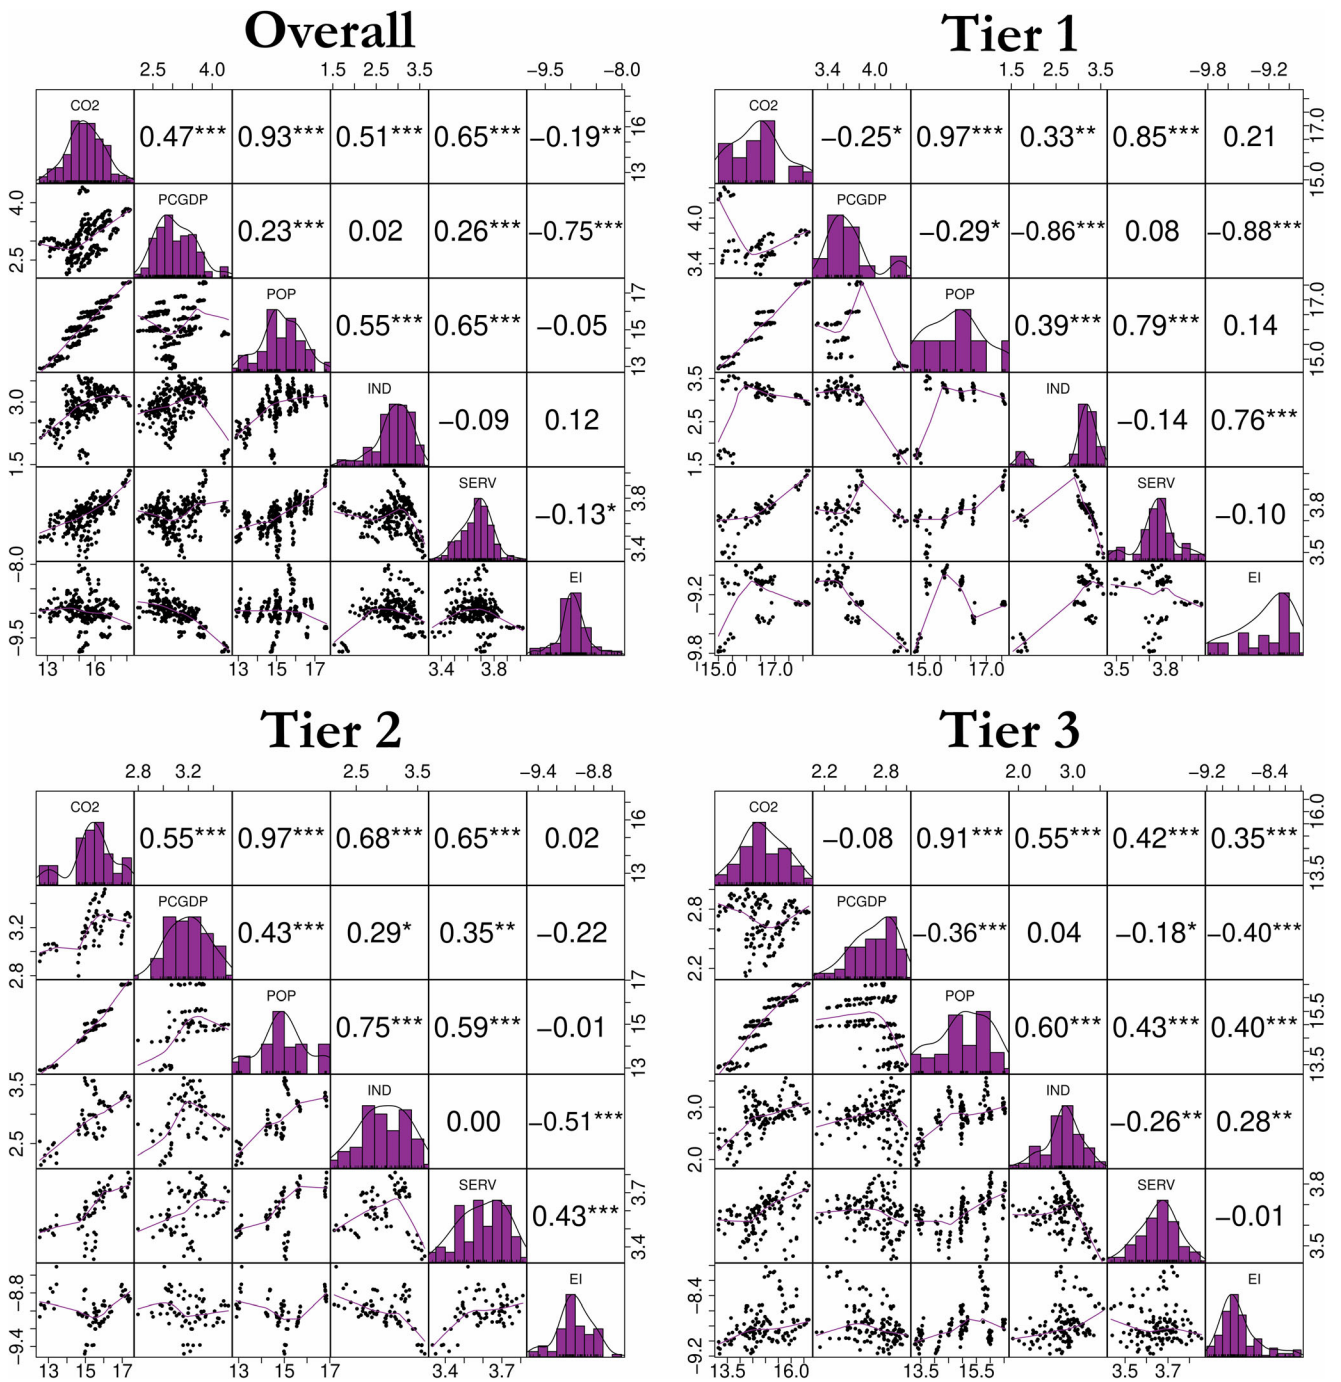 Overall
2.5 4.0 1.5 2.5 3.5 −9.5 −8.0
CO2 0.47*** 0.93*** 0.51*** 0.65*** −0.19** 13 16
4.0 2.5 PCGDP 0.23*** 0.02 0.26*** −0.75***
POP 0.55*** 0.65*** −0.05 13 15 17
3.0 1.5 IND −0.09 0.12
SERV −0.13* 3.4 3.8
−8.0 −9.5 EI
13 16 13 15 17 3.4 3.8
Tier 1
3.4 4.0 1.5 2.5 3.5 −9.8 −9.2
CO2 −0.25* 0.97*** 0.33** 0.85*** 0.21 15.0 17.0
4.0 3.4 PCGDP −0.29* −0.86*** 0.08 −0.88***
POP 0.39*** 0.79*** 0.14 15.0 17.0
3.5 2.5 1.5 IND −0.14 0.76***
SERV −0.10 3.5 3.8
−9.2 −9.8 EI
15.0 17.0 15.0 17.0 3.5 3.8
Tier 2
2.8 3.2 2.5 3.5 −9.4 −8.8
CO2 0.55*** 0.97*** 0.68*** 0.65*** 0.02 13 16
3.2 2.8 PCGDP 0.43*** 0.29* 0.35** −0.22
POP 0.75*** 0.59*** −0.01 13 15 17
3.5 2.5 IND 0.00 −0.51***
SERV 0.43*** 3.4 3.7
−8.8 −9.4 EI
13 15 17 13 15 17 3.4 3.7
Tier 3
2.2 2.8 2.0 3.0 −9.2 −8.4
CO2 −0.08 0.91*** 0.55*** 0.42*** 0.35*** 13.5 16.0
2.8 2.2 PCGDP −0.36*** 0.04 −0.18* −0.40***
POP 0.60*** 0.43*** 0.40*** 13.5 15.5
3.0 2.0 IND −0.26** 0.28**
SERV −0.01 3.5 3.8
−8.4 −9.2 EI
13.5 16.0 13.5 15.5 3.5 3.7